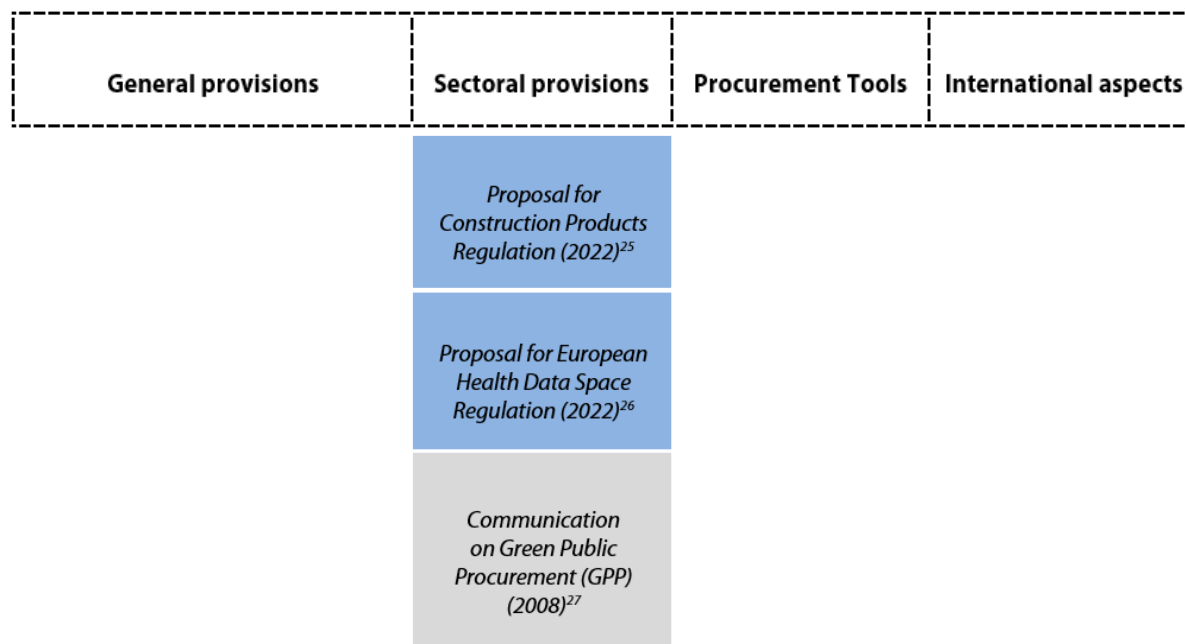 General provisions
Sectoral provisions
Procurement Tools
International aspects
Proposal for
Construction Products
Regulation (2022)25
Proposal for European
Health Data Space
Regulation (2022)26
Communication
on Green Public
Procurement (GPP)
(2008)27